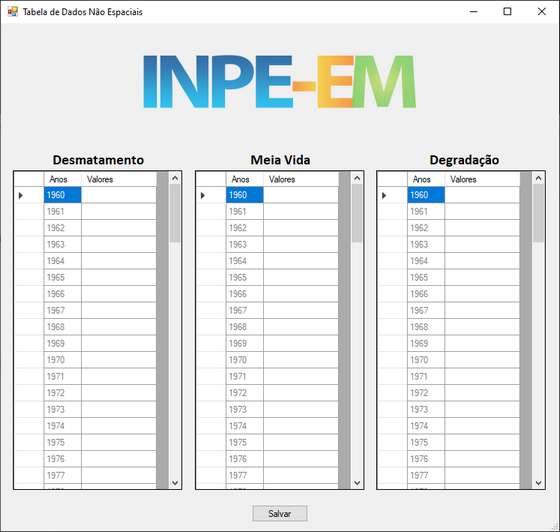 Tabela de Dados Não Espaciais
INPE-EM
Desmatamento Meia Vida Degradação
Anos Valores Anos Valores Anos Valores
1960 1960 1960
1961 1961 1961
1962 1962 1962
1963 1963 1963
1964 1964 1964
1965 1965 1965
1966 1966 1966
1967 1967 1967
1968 1968 1968
1969 1969 1969
1970 1970 1970
1971 1971 1971
1972 1972 1972
1973 1973 1973
1974 1974 1974
1975 1975 1975
1976 1976 1976
1977 1977 1977
Salvar